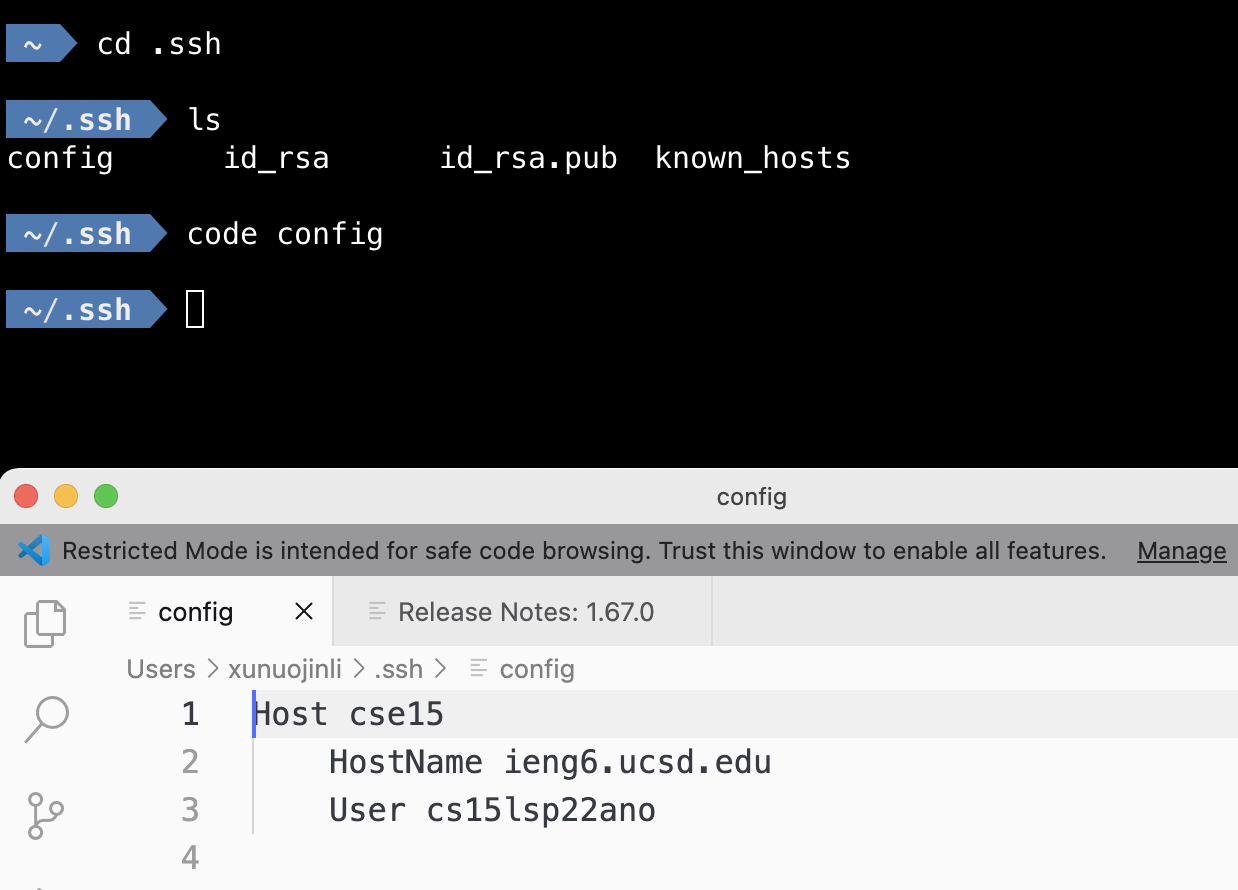 ~ cd .ssh
~/.ssh ls
config id_rsa id_rsa.pub known_hosts
~/.ssh code config
~/.ssh
config
Restricted Mode is intended for safe code browsing. Trust this window to enable all features. Manage
config Release Notes: 1.67.0
Users > xunuojinli > .ssh > config
1 Host cse15
2 HostName ieng6.ucsd.edu
3 User cs15lsp22ano
4